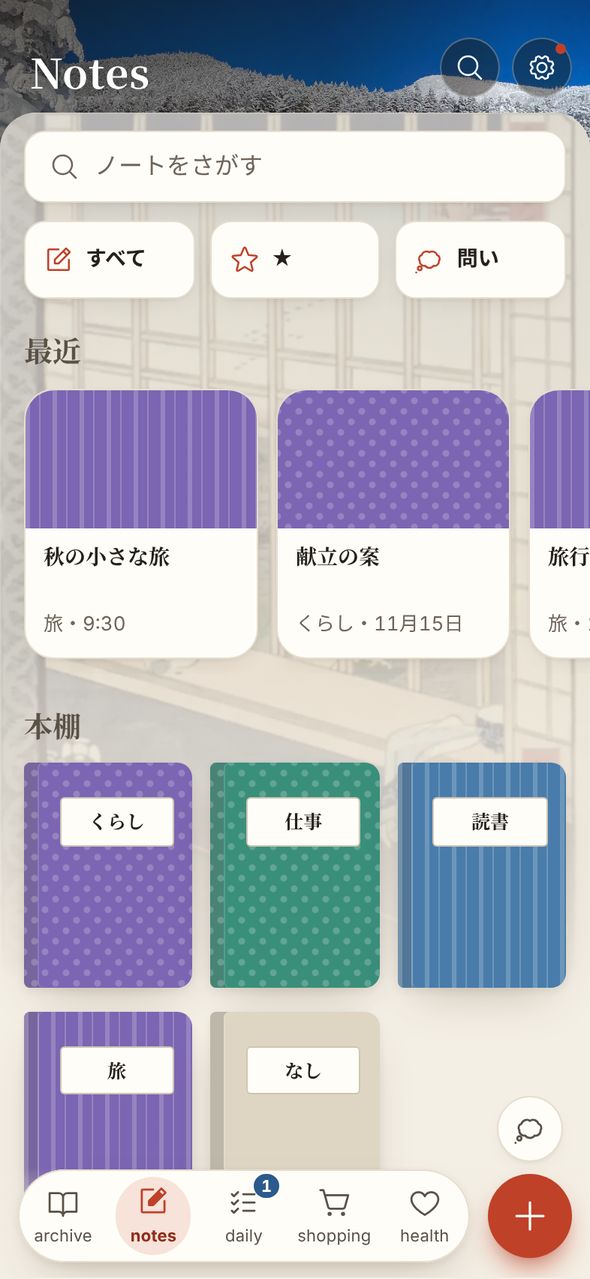 Notes
ノートをさがす
すべて
★
問い
最近
秋の小さな旅
献立の案
旅行
旅・9:30
くらし・11月15日
旅・
本棚
くらし
仕事
読書
旅
なし
1
archive
notes
daily
shopping
health